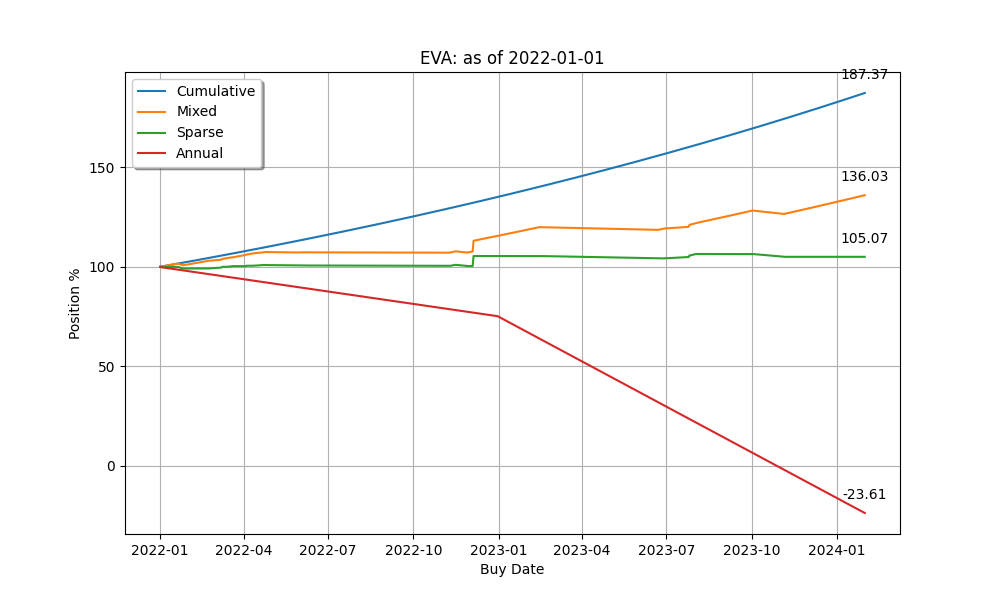 EVA: as of 2022-01-01
187.37
Cumulative
Mixed
Sparse
Annual
150
136.03
105.07
100
Position %
50
0
-23.61
2022-01 2022-04 2022-07 2022-10 2023-01 2023-04 2023-07 2023-10 2024-01
Buy Date